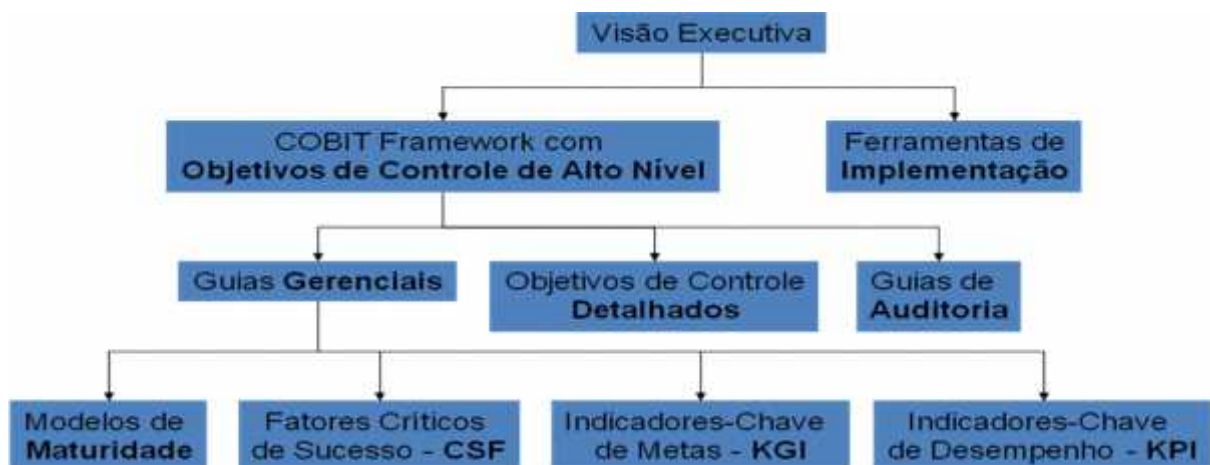 Visão Executiva
COBIT Framework com
Objetivos de Controle de Alto Nível
Ferramentas de
Implementação
Guias Gerenciais
Objetivos de Controle
Detalhados
Guias de
Auditoria
Modelos de
Maturidade
Fatores Críticos
de Sucesso - CSF
Indicadores-Chave
de Metas - KGI
Indicadores-Chave
de Desempenho - KPI